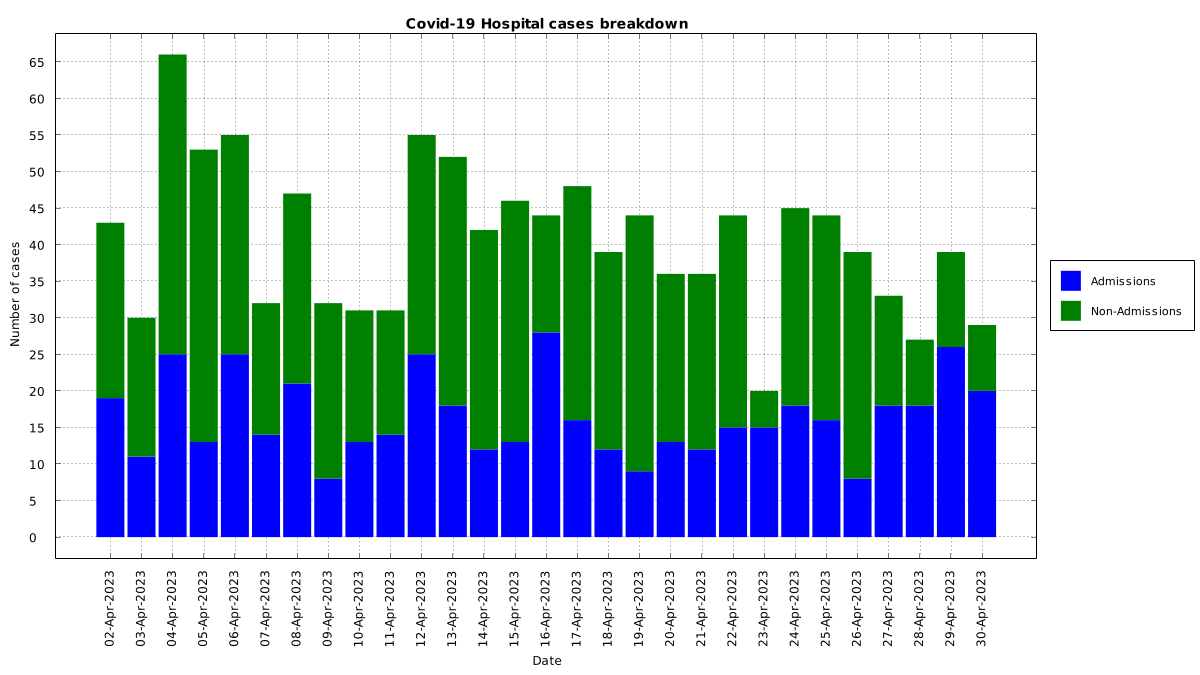 Covid-19 Hospital cases breakdown
65
60
55
50
45
40
35
30
25
20
15
10
5
0
Number of cases
Admissions
Non-Admissions
02-Apr-2023
03-Apr-2023
04-Apr-2023
05-Apr-2023
06-Apr-2023
07-Apr-2023
08-Apr-2023
09-Apr-2023
10-Apr-2023
11-Apr-2023
12-Apr-2023
13-Apr-2023
14-Apr-2023
15-Apr-2023
16-Apr-2023
17-Apr-2023
18-Apr-2023
19-Apr-2023
20-Apr-2023
21-Apr-2023
22-Apr-2023
23-Apr-2023
24-Apr-2023
25-Apr-2023
26-Apr-2023
27-Apr-2023
28-Apr-2023
29-Apr-2023
30-Apr-2023
Date